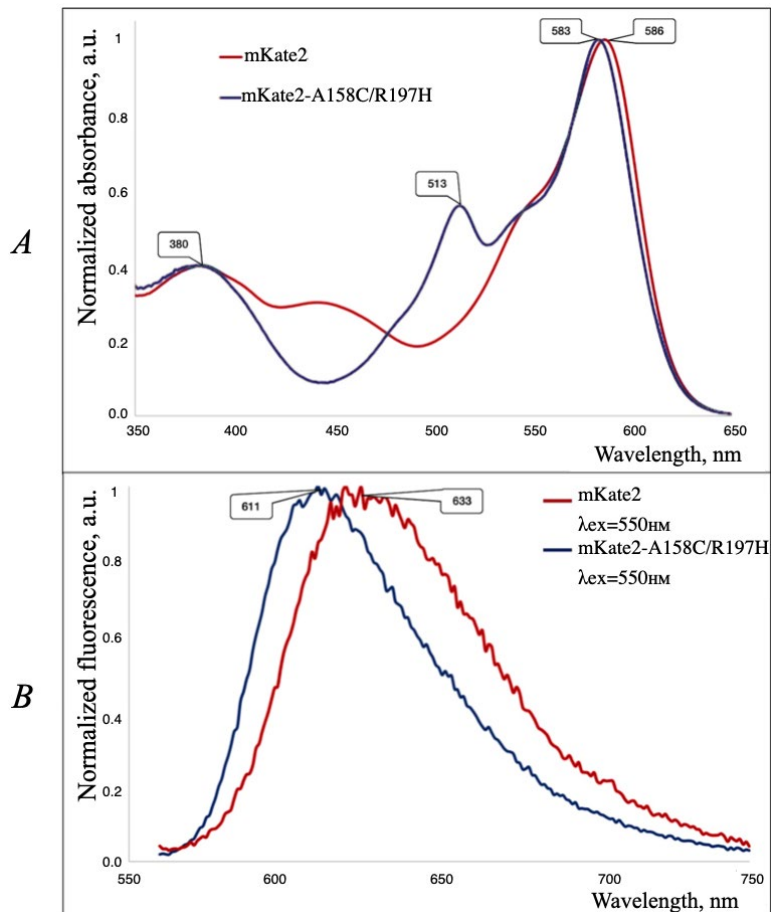 A
Normalized absorbance, a.u.
1
0.8
0.6
0.4
0.2
0.0
mKate2
mKate2-A158C/R197H
380
513
583
586
350 400 450 500 550 600 650
Wavelength, nm
B
Normalized fluorescence, a.u.
1
0.8
0.6
0.4
0.2
0.0
611
633
mKate2
λex=550нм
mKate2-A158C/R197H
λex=550нм
550 600 650 700 750
Wavelength, nm